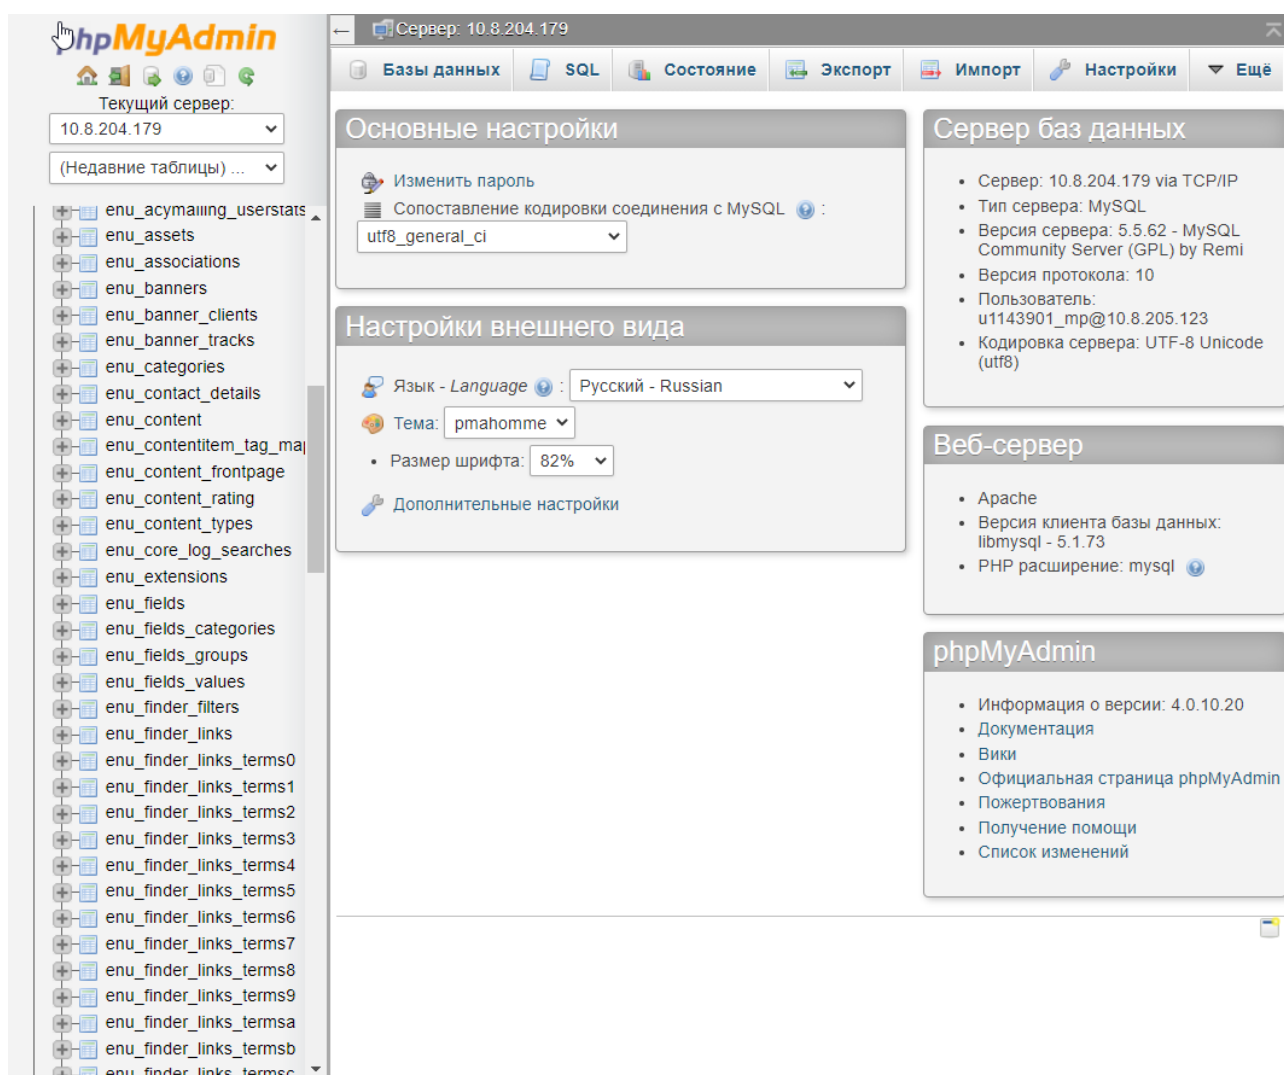 phpMyAdmin
Текущий сервер:
10.8.204.179
(Недавние таблицы) ...
enu_acymailing_userstats
enu_assets
enu_associations
enu_banners
enu_banner_clients
enu_banner_tracks
enu_categories
enu_contact_details
enu_content
enu_contentitem_tag_map
enu_content_frontpage
enu_content_rating
enu_content_types
enu_core_log_searches
enu_extensions
enu_fields
enu_fields_categories
enu_fields_groups
enu_fields_values
enu_finder_filters
enu_finder_links
enu_finder_links_terms0
enu_finder_links_terms1
enu_finder_links_terms2
enu_finder_links_terms3
enu_finder_links_terms4
enu_finder_links_terms5
enu_finder_links_terms6
enu_finder_links_terms7
enu_finder_links_terms8
enu_finder_links_terms9
enu_finder_links_termsa
enu_finder_links_termsb
enu_finder_links_termsc
Сервер: 10.8.204.179
Базы данных SQL Состояние Экспорт Импорт Настройки Ещё
Основные настройки
Изменить пароль
Сопоставление кодировки соединения с MySQL :
utf8_general_ci
Настройки внешнего вида
Язык - Language : Русский - Russian
Тема: pmahomme
Размер шрифта: 82%
Дополнительные настройки
Сервер баз данных
Сервер: 10.8.204.179 via TCP/IP
Тип сервера: MySQL
Версия сервера: 5.5.62 - MySQL
Community Server (GPL) by Remi
Версия протокола: 10
Пользователь:
u1143901_mp@10.8.205.123
Кодировка сервера: UTF-8 Unicode
(utf8)
Веб-сервер
Apache
Версия клиента базы данных:
libmysql - 5.1.73
PHP расширение: mysql
phpMyAdmin
Информация о версии: 4.0.10.20
Документация
Вики
Официальная страница phpMyAdmin
Пожертвования
Получение помощи
Список изменений